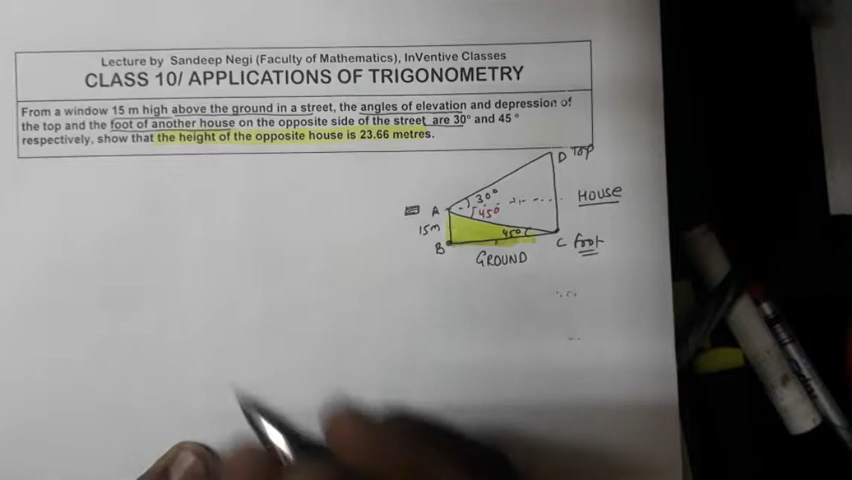 Lecture by Sandeep Negi (Faculty of Mathematics), InVentive Classes
CLASS 10/ APPLICATIONS OF TRIGONOMETRY
From a window 15 m high above the ground in a street, the angles of elevation and depression of
the top and the foot of another house on the opposite side of the street are 30° and 45 °
respectively, show that the height of the opposite house is 23.66 metres.
D Top
30°
HOUSE
A
450
15m
450
B
C foot
GROUND